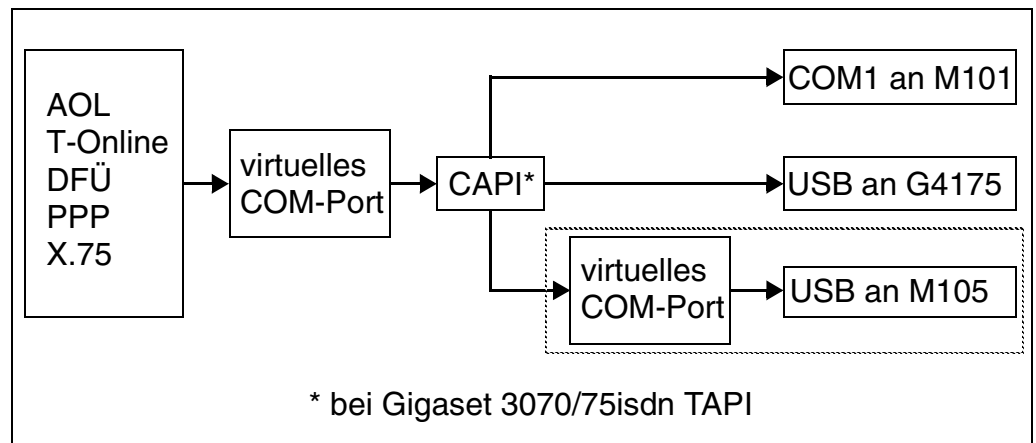 AOL
T-Online
DFÜ
PPP
X.75
virtuelles
COM-Port
CAPI*
COM1 an M101
USB an G4175
virtuelles
COM-Port
USB an M105
* bei Gigaset 3070/75isdn TAPI